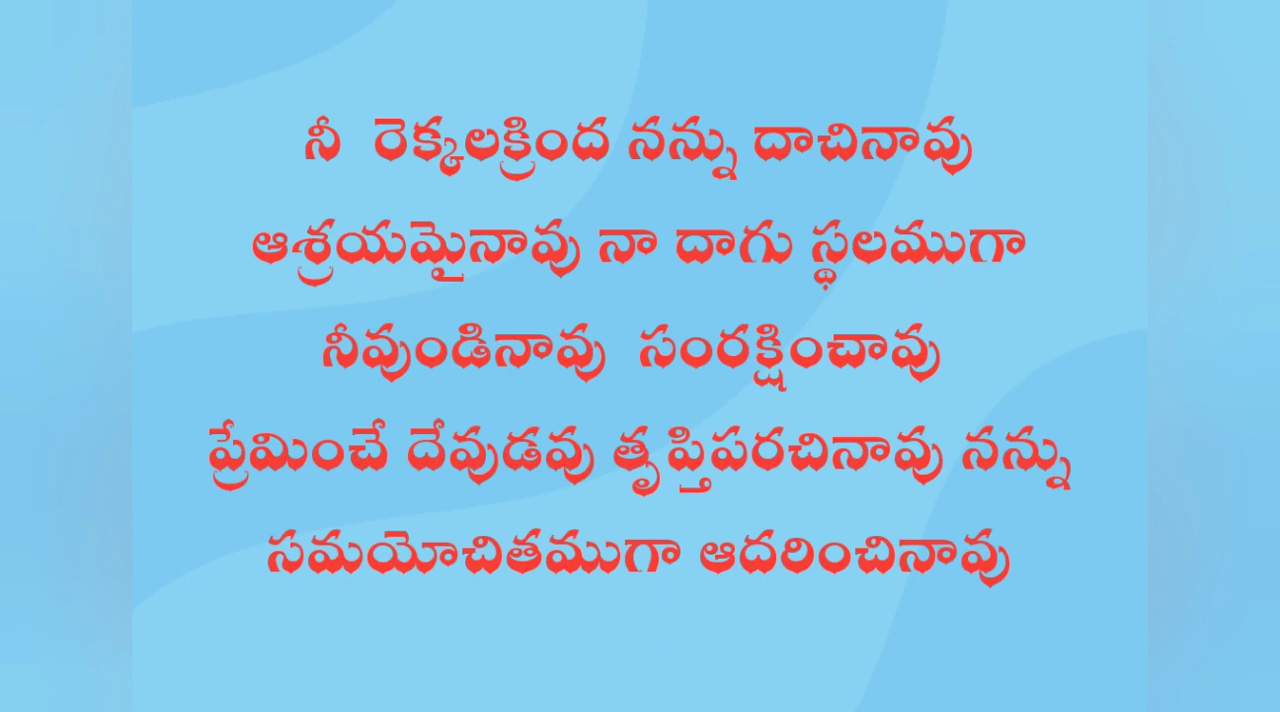 నీ రెక్కలక్రింద నన్ను దాచినావు
ఆశ్రయమైనావు నా దాగు స్థలముగా
నీవుండినావు సంరక్షించావు
ప్రేమించే దేవుడవు తృప్తిపరచినావు నన్ను
సమయోచితముగా ఆదరించినావు